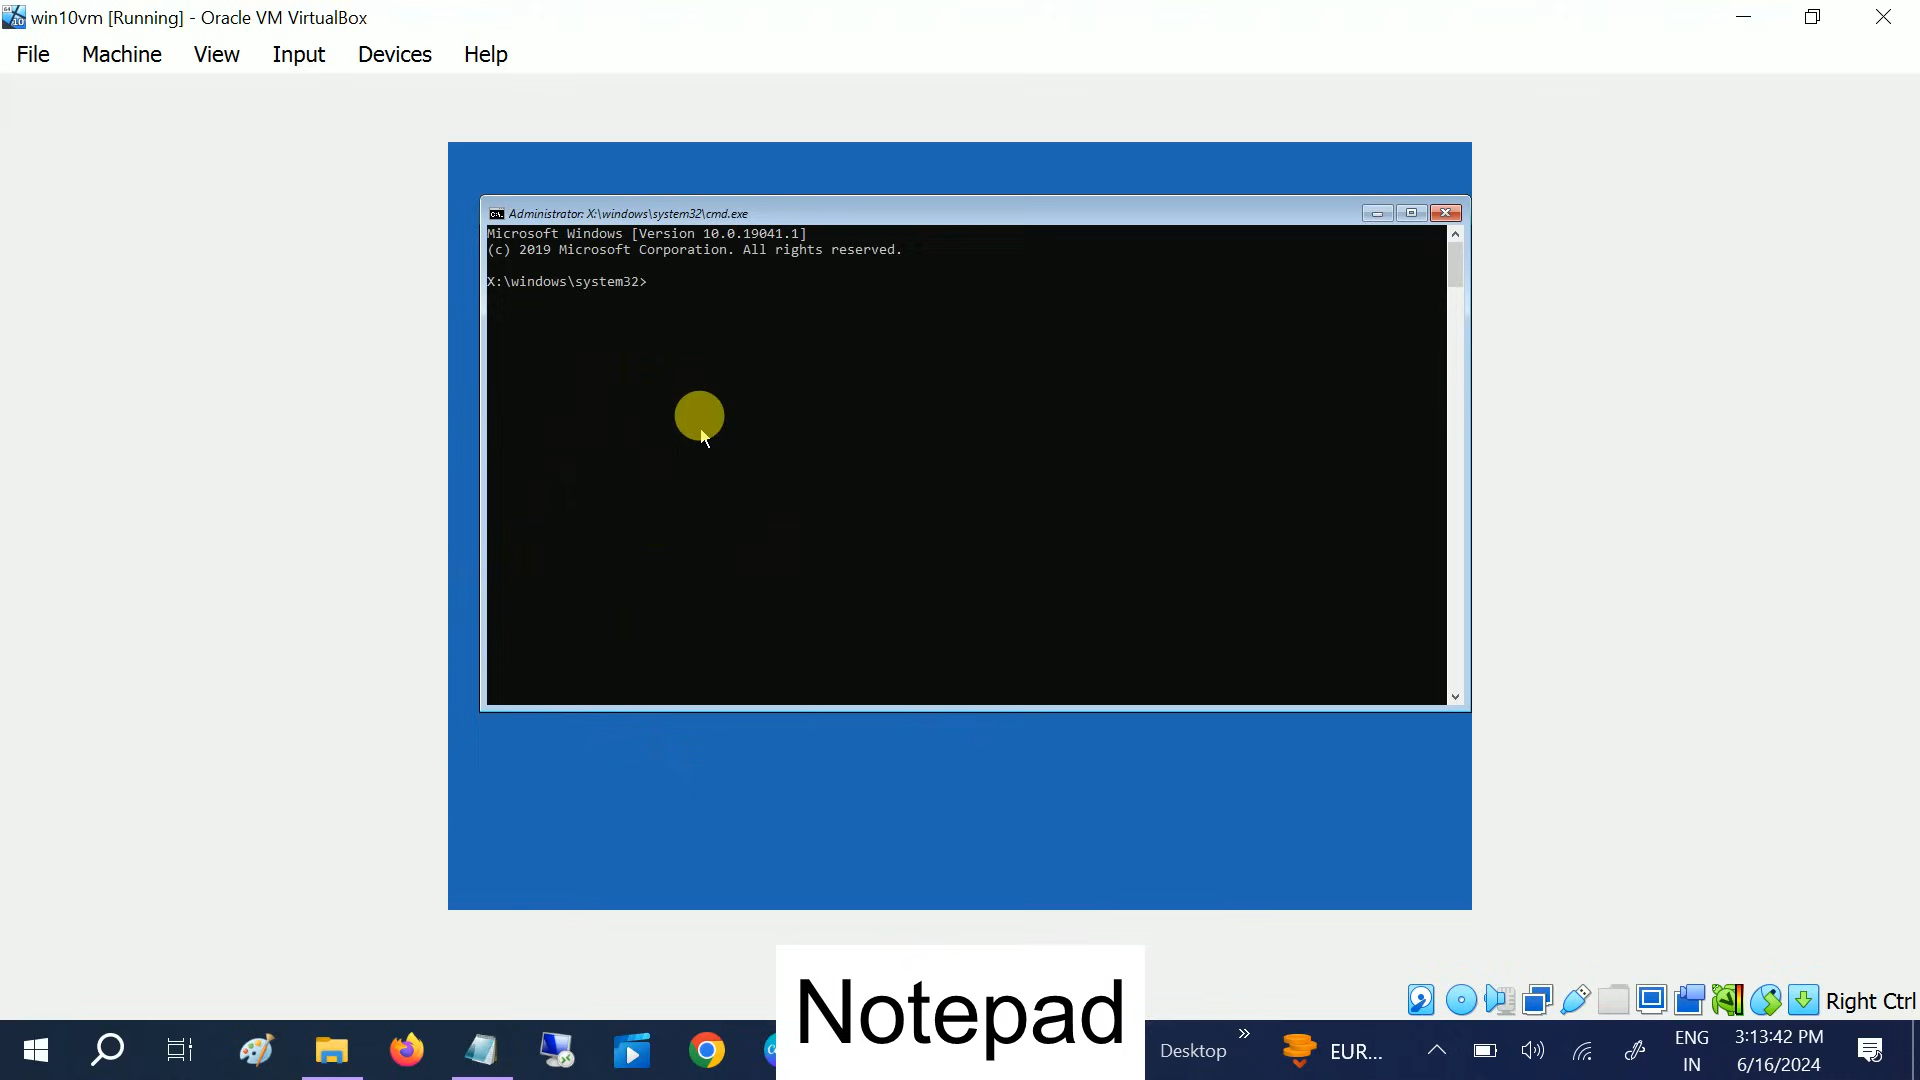 win10vm [Running] - Oracle VM VirtualBox
File Machine View Input Devices Help
Administrator: X:\windows\system32\cmd.exe
Microsoft Windows [Version 10.0.19041.1]
(c) 2019 Microsoft Corporation. All rights reserved.
X:\windows\system32>
Right Ctrl
Notepad
Desktop
EUR...
ENG
IN
3:13:42 PM
6/16/2024